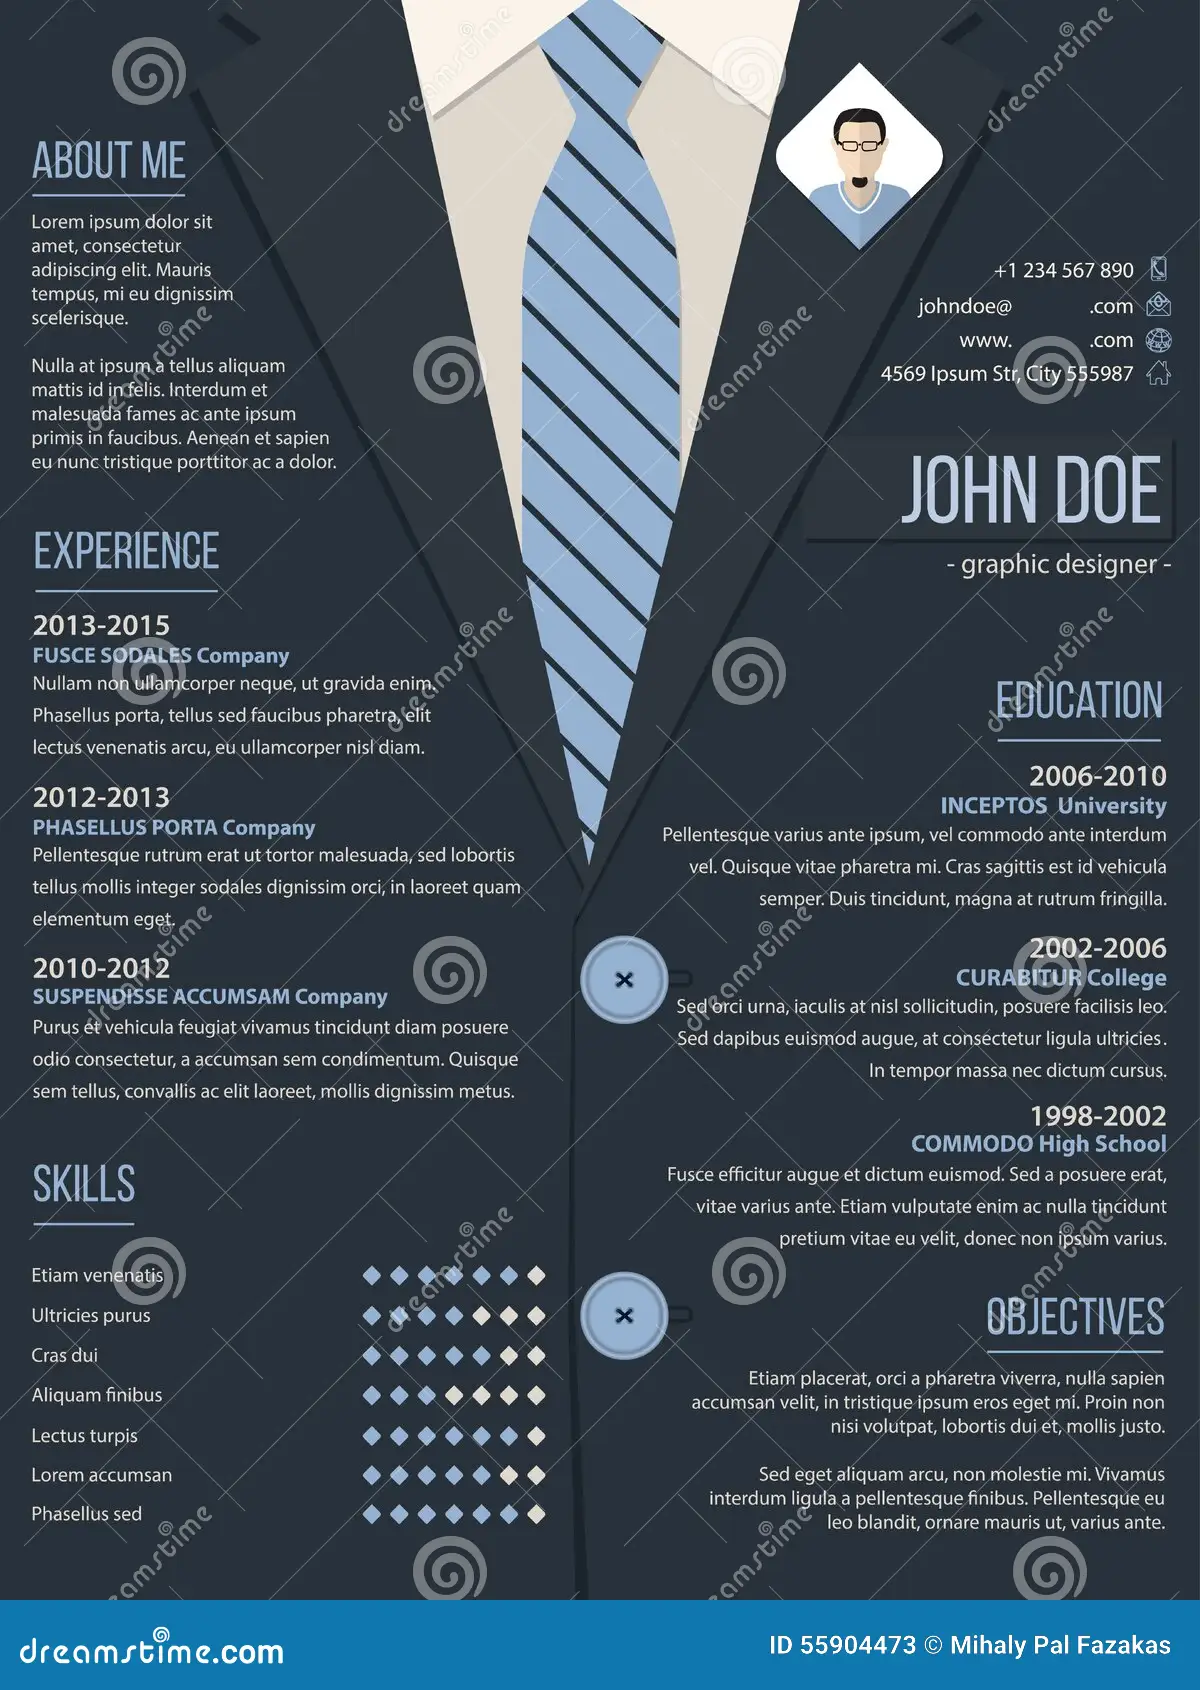 ABOUT ME
Lorem ipsum dolor sit
amet, consectetur
adipiscing elit. Mauris
tempus, mi eu dignissim
scelerisque.
Nulla at ipsum a tellus aliquam
mattis id in felis. Interdum et
malesuada fames ac ante ipsum
primis in faucibus. Aenean et sapien
eu nunc tristique porttitor ac a dolor.
EXPERIENCE
2013-2015
FUSCE SODALES Company
Nullam non ullamcorper neque, ut gravida enim.
Phasellus porta, tellus sed faucibus pharetra, elit
lectus venenatis arcu, eu ullamcorper nisl diam.
2012-2013
PHASELLUS PORTA Company
Pellentesque rutrum erat ut tortor malesuada, sed lobortis
tellus mollis integer sodales dignissim orci, in laoreet quam
elementum eget.
2010-2012
SUSPENDISSE ACCUMSAM Company
Purus et vehicula feugiat vivamus tincidunt diam posuere
odio consectetur, a accumsan sem condimentum. Quisque
sem tellus, convallis ac elit laoreet, mollis dignissim metus.
SKILLS
Etiam venenatis
Ultricies purus
Cras dui
Aliquam finibus
Lectus turpis
Lorem accumsan
Phasellus sed
+1 234 567 890
johndoe@ .com
www. .com
4569 Ipsum Str, City 555987
JOHN DOE
- graphic designer -
EDUCATION
2006-2010
INCEPTOS University
Pellentesque varius ante ipsum, vel commodo ante interdum
vel. Quisque vitae pharetra mi. Cras sagittis est id vehicula
semper. Duis tincidunt, magna at rutrum fringilla.
2002-2006
CURABITUR College
Sed orci urna, iaculis at nisl sollicitudin, posuere facilisis leo.
Sed dapibus euismod augue, at consectetur ligula ultricies.
In tempor massa nec dictum cursus.
1998-2002
COMMODO High School
Fusce efficitur augue et dictum euismod. Sed a posuere erat,
vitae varius ante. Etiam vulputate enim ac nulla tincidunt
pretium vitae eu velit, donec non ipsum varius.
OBJECTIVES
Etiam placerat, orci a pharetra viverra, nulla sapien
accumsan velit, in tristique ipsum eros eget mi. Proin non
nisi volutpat, lobortis dui et, mollis justo.
Sed eget aliquam arcu, non molestie mi. Vivamus
interdum ligula a pellentesque finibus. Pellentesque eu
leo blandit, ornare mauris ut, varius ante.
dreamstime
dreamstime
dreamstime
dreamstime
dreamstime
dreamstime
dreamstime
dreamstime
dreamstime
dreamstime
dreamstime
dreamstime
dreamstime.com
ID 55904473 © Mihaly Pal Fazakas